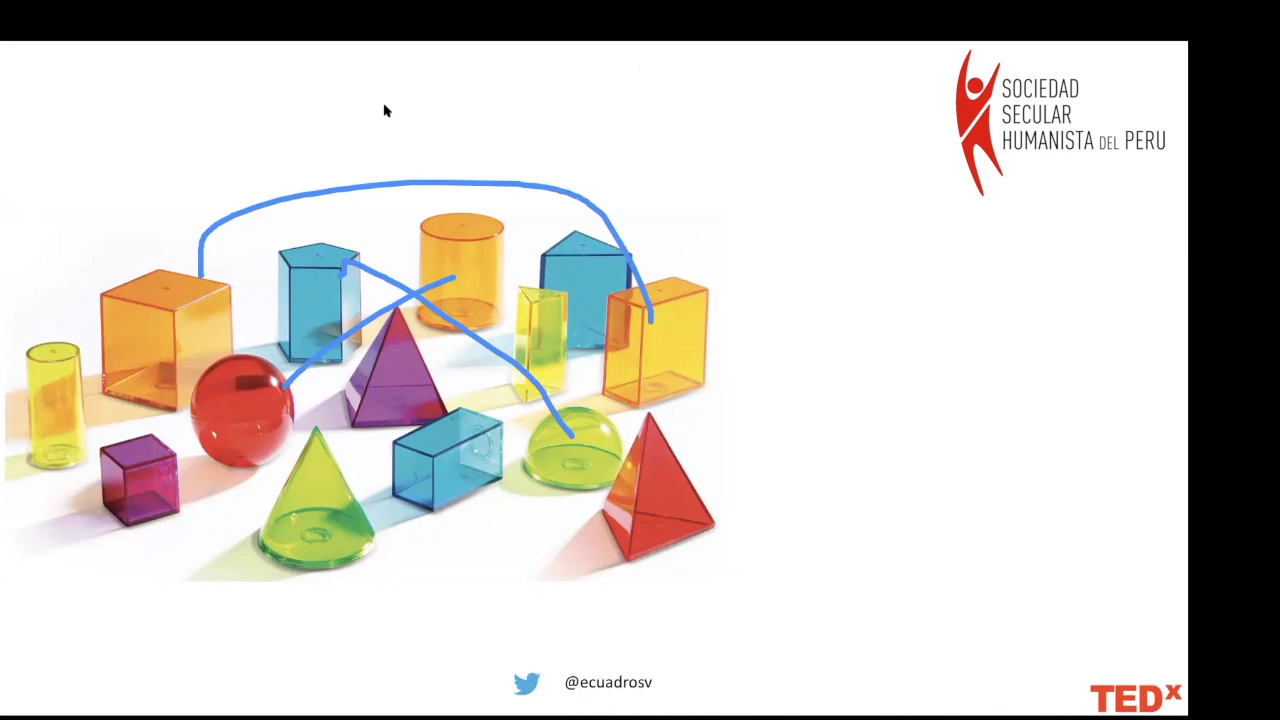 SOCIEDAD
SECULAR
HUMANISTA DEL PERU
@ecuadrosv
TEDx